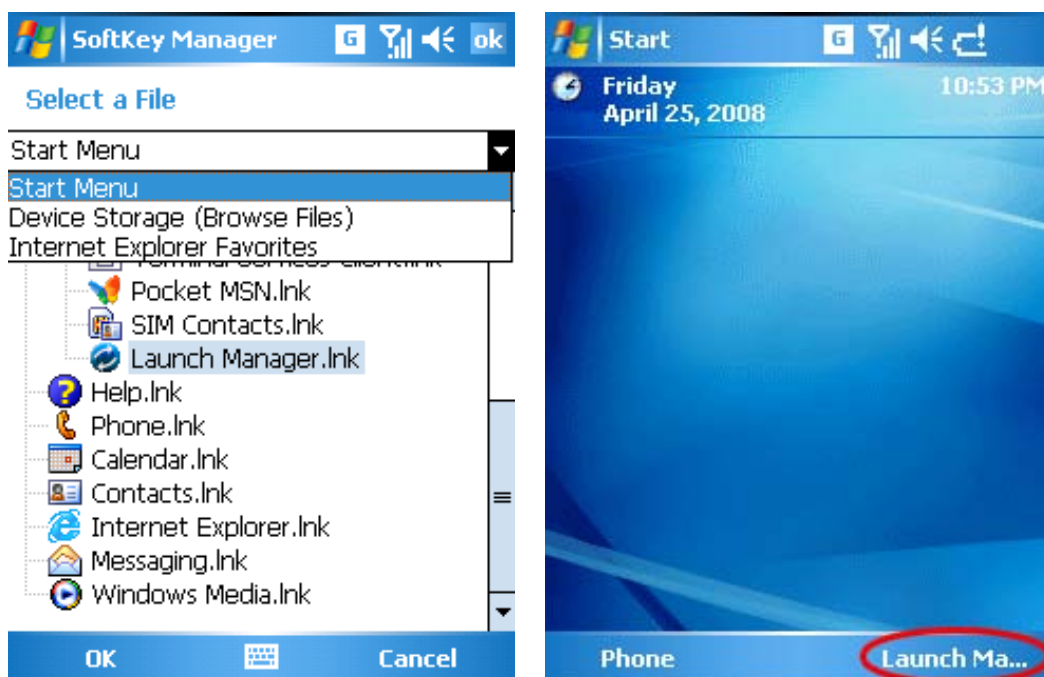 SoftKey Manager G ok
Select a File
Start Menu
Start Menu
Device Storage (Browse Files)
Internet Explorer Favorites
Pocket MSN.lnk
SIM Contacts.lnk
Launch Manager.lnk
Help.lnk
Phone.lnk
Calendar.lnk
Contacts.lnk
Internet Explorer.lnk
Messaging.lnk
Windows Media.lnk
OK Cancel
Start G
Friday 10:53 PM
April 25, 2008
Phone Launch Ma...